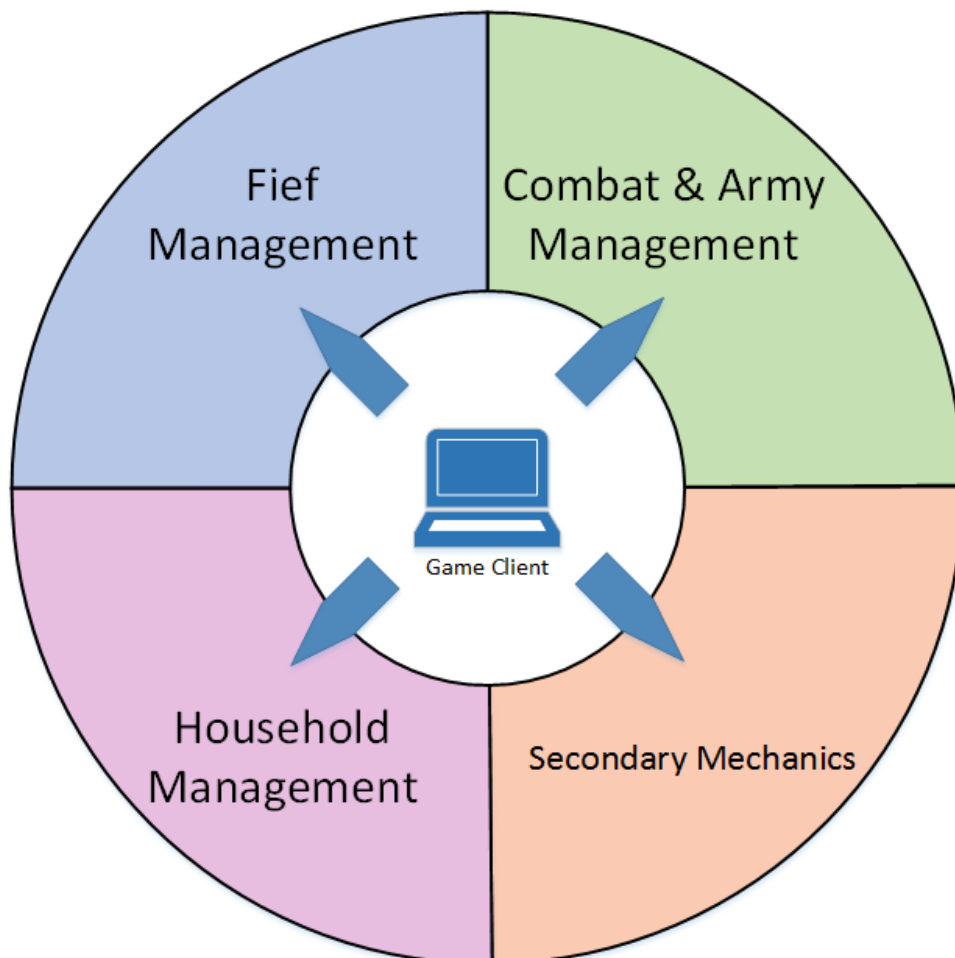 Fief
Management
Combat & Army
Management
Game Client
Household
Management
Secondary Mechanics